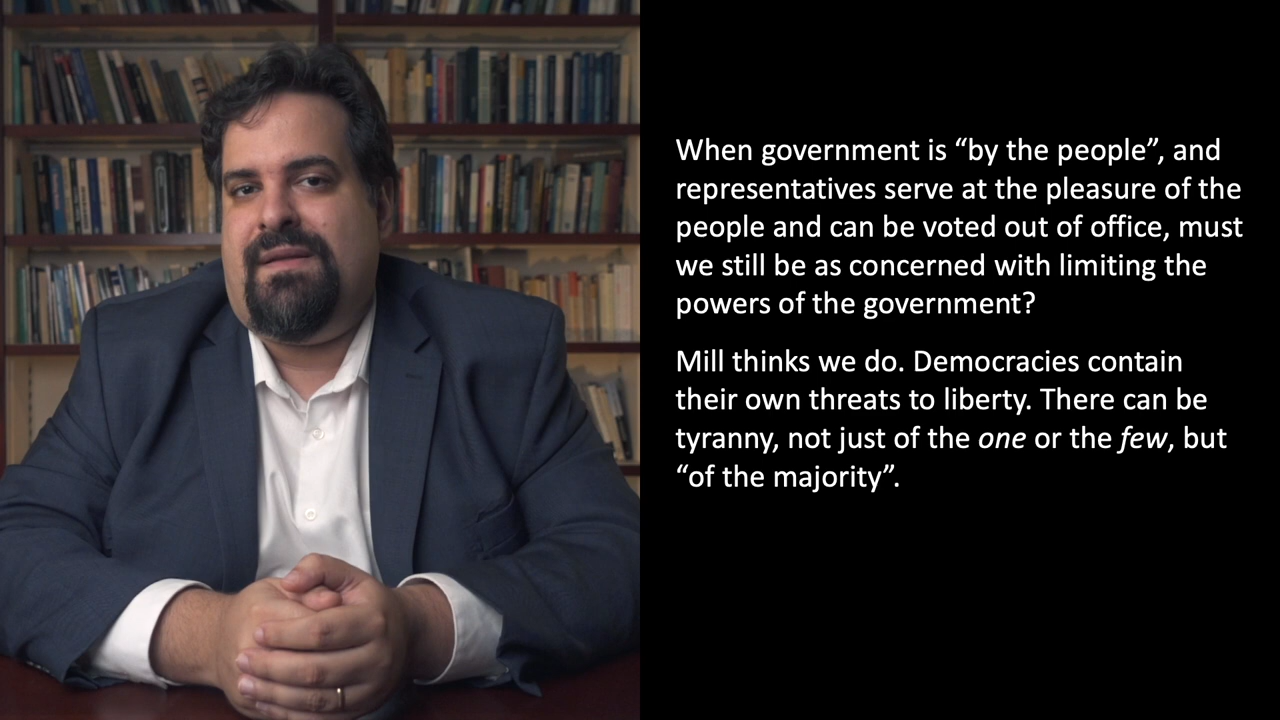 When government is “by the people”, and
representatives serve at the pleasure of the
people and can be voted out of office, must
we still be as concerned with limiting the
powers of the government?
Mill thinks we do. Democracies contain
their own threats to liberty. There can be
tyranny, not just of the one or the few, but
“of the majority”.